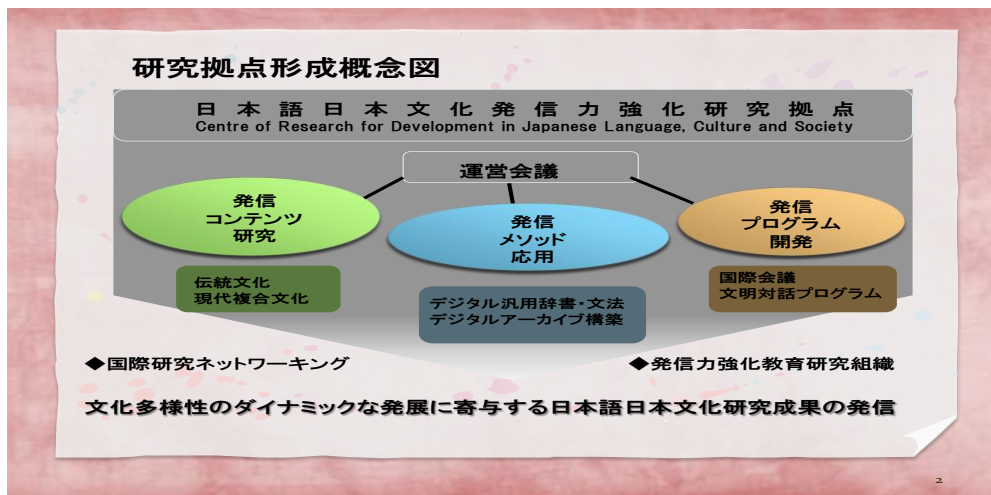 研究拠点形成概念図
日本語日本文化発信力強化研究拠点
Centre of Research for Development in Japanese Language, Culture and Society
運営会議
発信
コンテンツ
研究
発信
メソッド
応用
発信
プログラム
開発
伝統文化
現代複合文化
デジタル汎用辞書・文法
デジタルアーカイブ構築
国際会議
文明対話プログラム
◆国際研究ネットワーキング
◆発信力強化教育研究組織
文化多様性のダイナミックな発展に寄与する日本語日本文化研究成果の発信
2